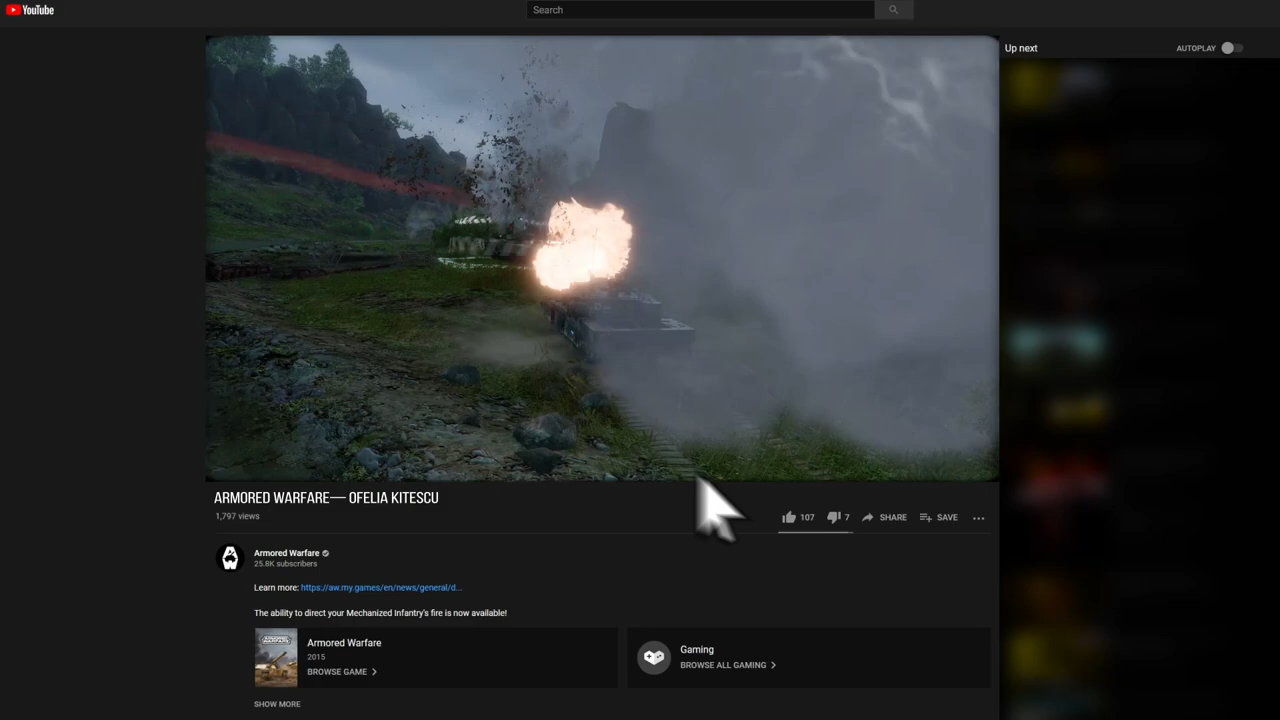 YouTube
Search
Up next
AUTOPLAY
ARMORED WARFARE— OFELIA KITESCU
1,797 views
107
7
SHARE
SAVE
Armored Warfare
25.8K subscribers
Learn more: https://aw.my.games/en/news/general/d...
The ability to direct your Mechanized Infantry's fire is now available!
Armored Warfare
2015
BROWSE GAME
Gaming
BROWSE ALL GAMING
SHOW MORE